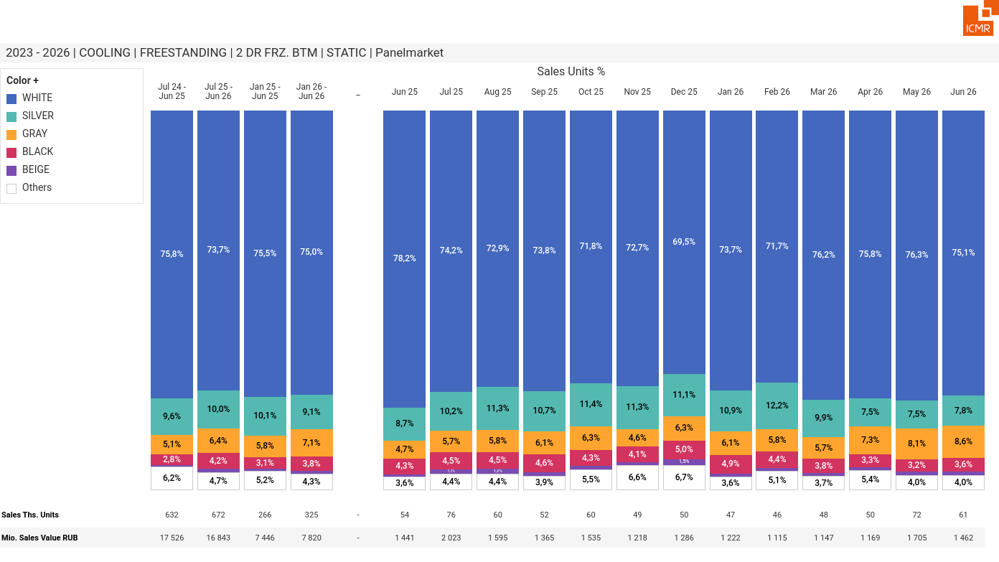 ICMR
2023 - 2026 | COOLING | FREESTANDING | 2 DR FRZ. BTM | STATIC | Panelmarket
Color +
WHITE
SILVER
GRAY
BLACK
BEIGE
Others
Sales Units %
Jul 24 - Jun 25 Jul 25 - Jun 26 Jan 25 - Jun 25 Jan 26 - Jun 26 – Jun 25 Jul 25 Aug 25 Sep 25 Oct 25 Nov 25 Dec 25 Jan 26 Feb 26 Mar 26 Apr 26 May 26 Jun 26
75,8% 73,7% 75,5% 75,0% 78,2% 74,2% 72,9% 73,8% 71,8% 72,7% 69,5% 73,7% 71,7% 76,2% 75,8% 76,3% 75,1%
9,6% 10,0% 10,1% 9,1% 8,7% 10,2% 11,3% 10,7% 11,4% 11,3% 11,1% 10,9% 12,2% 9,9% 7,5% 7,5% 7,8%
5,1% 6,4% 5,8% 7,1% 4,7% 5,7% 5,8% 6,1% 6,3% 4,6% 6,3% 6,1% 5,8% 5,7% 7,3% 8,1% 8,6%
2,8% 4,2% 3,1% 3,8% 4,3% 4,5% 4,5% 4,6% 4,3% 4,1% 5,0% 4,9% 4,4% 3,8% 3,3% 3,2% 3,6%
1,1% 1,2% 1,5%
6,2% 4,7% 5,2% 4,3% 3,6% 4,4% 4,4% 3,9% 5,5% 6,6% 6,7% 3,6% 5,1% 3,7% 5,4% 4,0% 4,0%
Sales Ths. Units 632 672 266 325 - 54 76 60 52 60 49 50 47 46 48 50 72 61
Mio. Sales Value RUB 17 526 16 843 7 446 7 820 - 1 441 2 023 1 595 1 365 1 535 1 218 1 286 1 222 1 115 1 147 1 169 1 705 1 462